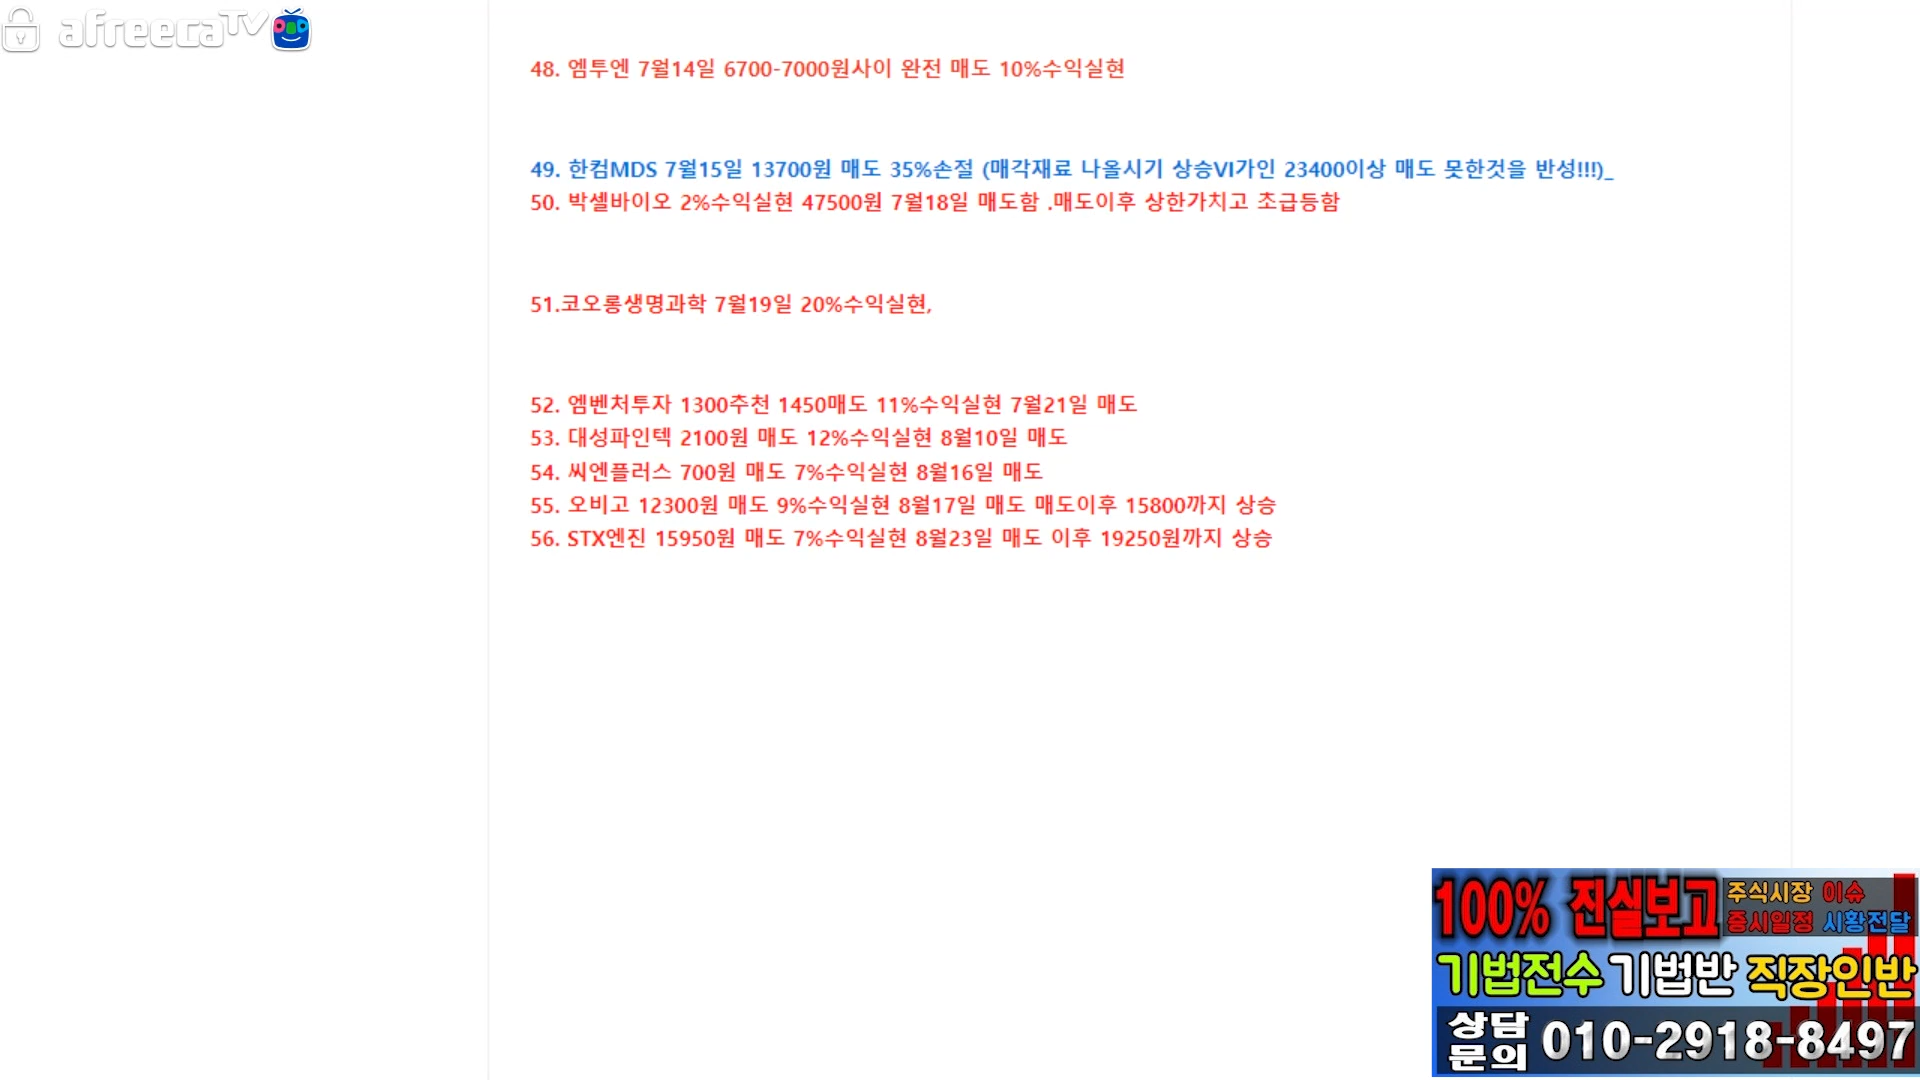 afreecaTV
48. 엠투엔 7월14일 6700-7000원사이 완전 매도 10%수익실현
49. 한컴MDS 7월15일 13700원 매도 35%손절 (매각재료 나올시기 상승VI가인 23400이상 매도 못한것을 반성!!!)_
50. 박셀바이오 2%수익실현 47500원 7월18일 매도함 .매도이후 상한가치고 초급등함
51.코오롱생명과학 7월19일 20%수익실현,
52. 엠벤처투자 1300추천 1450매도 11%수익실현 7월21일 매도
53. 대성파인텍 2100원 매도 12%수익실현 8월10일 매도
54. 씨엔플러스 700원 매도 7%수익실현 8월16일 매도
55. 오비고 12300원 매도 9%수익실현 8월17일 매도 매도이후 15800까지 상승
56. STX엔진 15950원 매도 7%수익실현 8월23일 매도 이후 19250원까지 상승
100% 진실보고
주식시장 이슈
증시일정 시황전달
기법전수 기법반 직장인반
상담문의 010-2918-8497